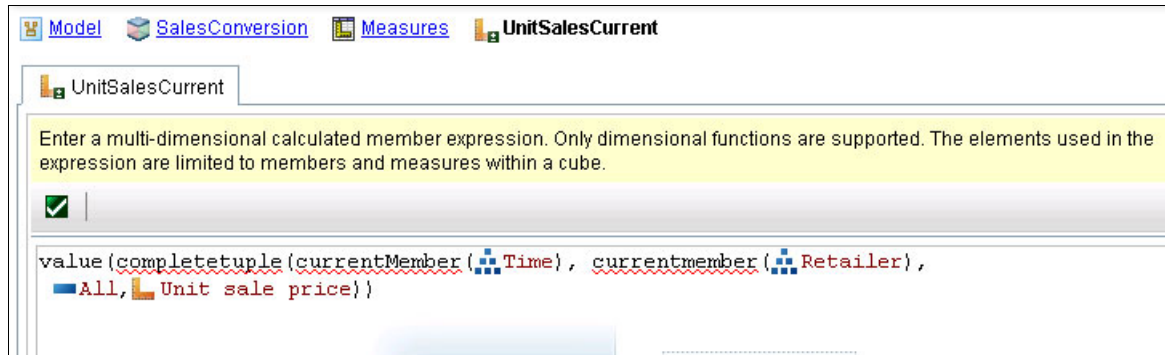 Model SalesConversion Measures UnitSalesCurrent
UnitSalesCurrent
Enter a multi-dimensional calculated member expression. Only dimensional functions are supported. The elements used in the
expression are limited to members and measures within a cube.
value(completetuple(currentMember(Time), currentmember(Retailer),
All,Unit sale price))